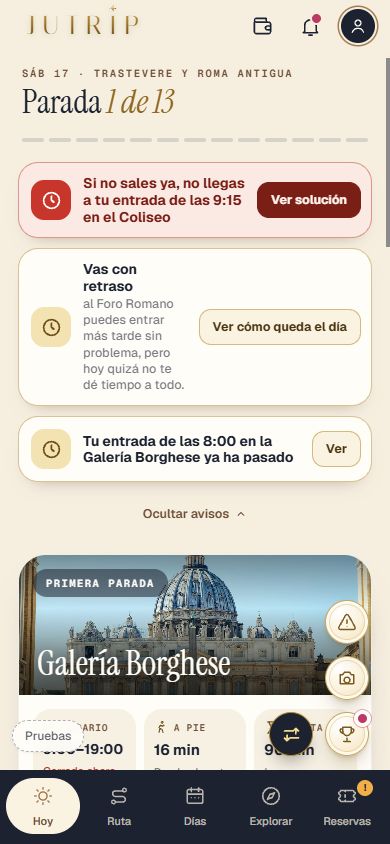 JUTRIP
SÁB 17 · TRASTEVERE Y ROMA ANTIGUA
Parada 1 de 13
Si no sales ya, no llegas
a tu entrada de las 9:15
en el Coliseo
Ver solución
Vas con
retraso
al Foro Romano
puedes entrar
más tarde sin
problema, pero
hoy quizá no te
dé tiempo a todo.
Ver cómo queda el día
Tu entrada de las 8:00 en la
Galería Borghese ya ha pasado
Ver
Ocultar avisos
PRIMERA PARADA
Galería Borghese
A PIE
16 min
Pruebas
Hoy
Ruta
Días
Explorar
!
Reservas